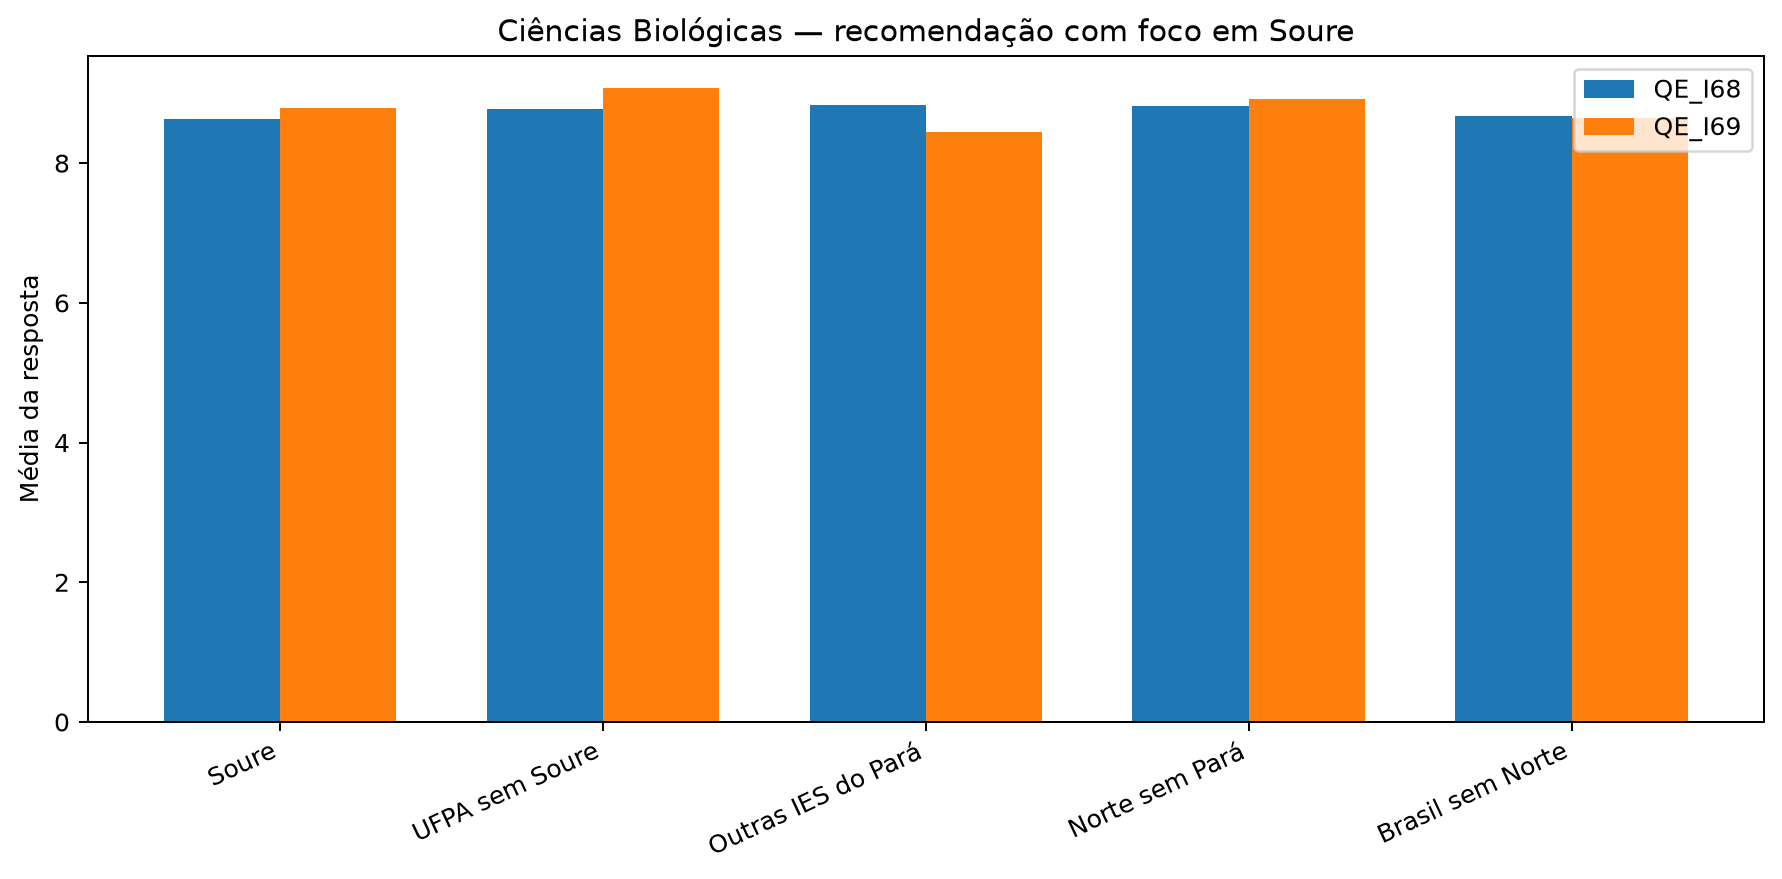 Ciências Biológicas — recomendação com foco em Soure
QE_I68
QE_I69
Média da resposta
8
6
4
2
0
Soure
UFPA sem Soure
Outras IES do Pará
Norte sem Pará
Brasil sem Norte